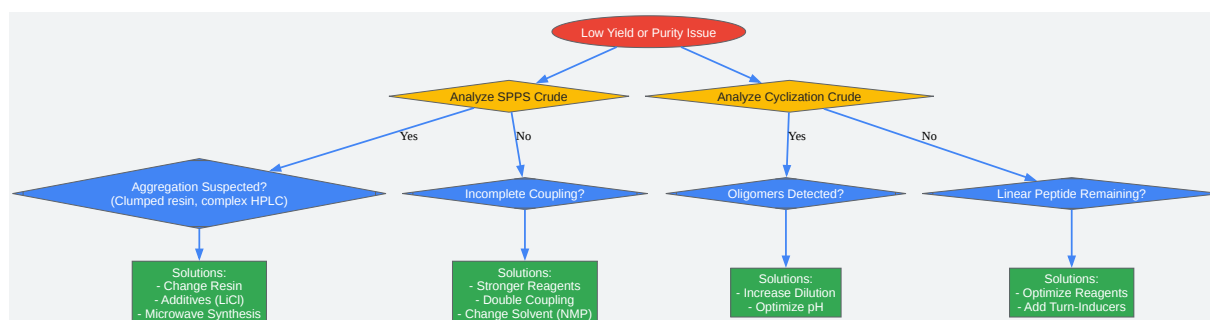 Low Yield or Purity Issue
Analyze SPPS Crude
Analyze Cyclization Crude
Yes
No
Yes
No
Aggregation Suspected?
(Clumped resin, complex HPLC)
Incomplete Coupling?
Oligomers Detected?
Linear Peptide Remaining?
Solutions:
- Change Resin
- Additives (LiCl)
- Microwave Synthesis
Solutions:
- Stronger Reagents
- Double Coupling
- Change Solvent (NMP)
Solutions:
- Increase Dilution
- Optimize pH
Solutions:
- Optimize Reagents
- Add Turn-Inducers